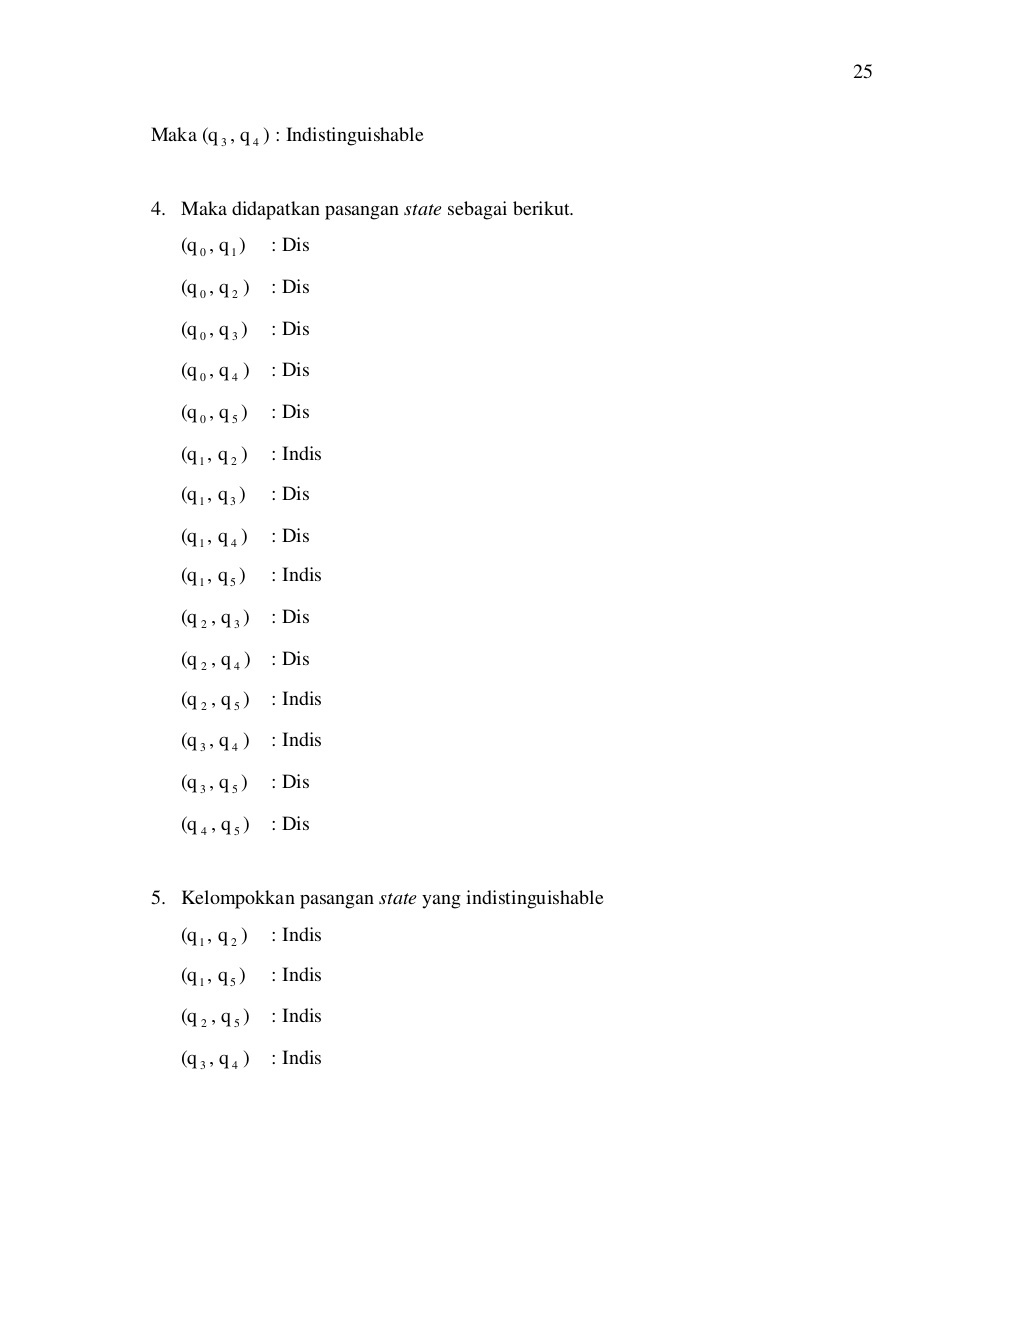 25
Maka (q₃, q₄) : Indistinguishable
4. Maka didapatkan pasangan state sebagai berikut.
(q₀, q₁) : Dis
(q₀, q₂) : Dis
(q₀, q₃) : Dis
(q₀, q₄) : Dis
(q₀, q₅) : Dis
(q₁, q₂) : Indis
(q₁, q₃) : Dis
(q₁, q₄) : Dis
(q₁, q₅) : Indis
(q₂, q₃) : Dis
(q₂, q₄) : Dis
(q₂, q₅) : Indis
(q₃, q₄) : Indis
(q₃, q₅) : Dis
(q₄, q₅) : Dis
5. Kelompokkan pasangan state yang indistinguishable
(q₁, q₂) : Indis
(q₁, q₅) : Indis
(q₂, q₅) : Indis
(q₃, q₄) : Indis